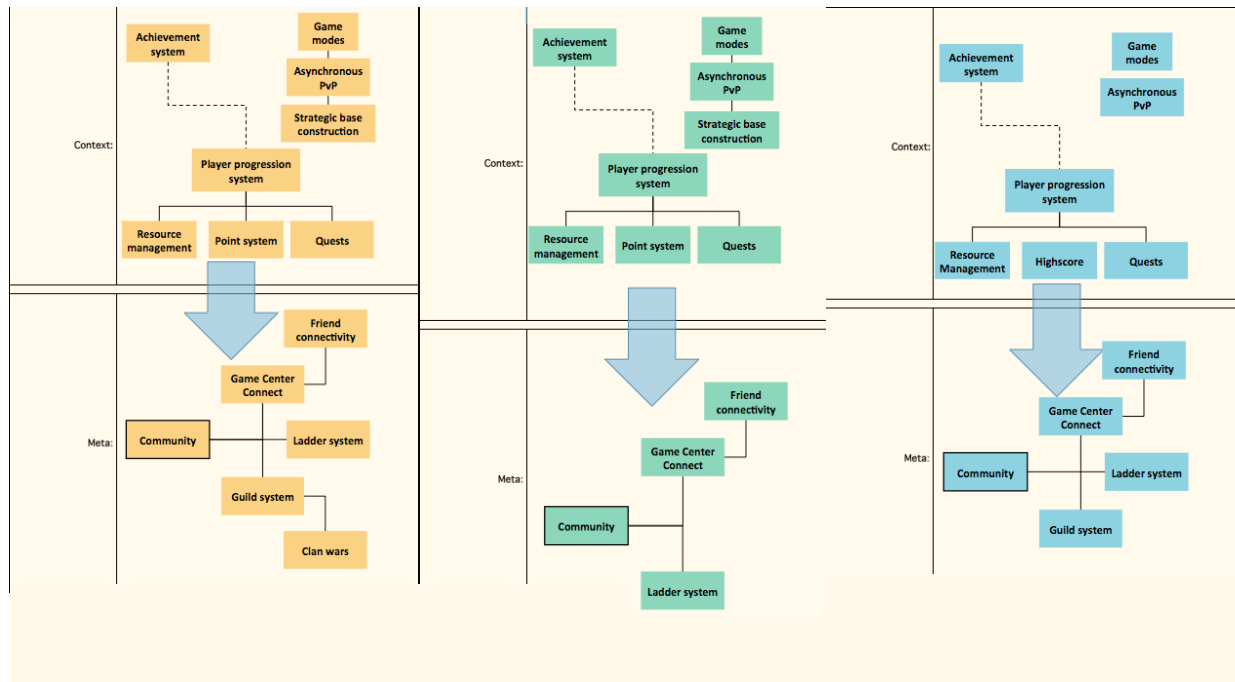 Achievement
system
Game
modes
Asynchronous
PvP
Strategic base
construction
Context:
Player progression
system
Resource
management
Point system
Quests
Friend
connectivity
Game Center
Connect
Meta:
Community
Ladder system
Guild system
Clan wars
Achievement
system
Game
modes
Asynchronous
PvP
Strategic base
construction
Context:
Player progression
system
Resource
management
Point system
Quests
Friend
connectivity
Game Center
Connect
Meta:
Community
Ladder system
Achievement
system
Game
modes
Asynchronous
PvP
Context:
Player progression
system
Resource
Management
Highscore
Quests
Friend
connectivity
Game Center
Connect
Meta:
Community
Ladder system
Guild system